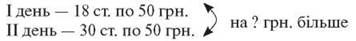 І день — 18 ст. по 50 грн.
ІІ день — 30 ст. по 50 грн.
на ? грн. більше